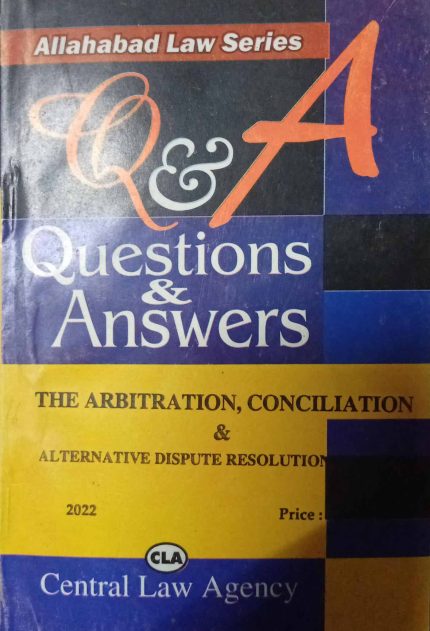 Allahabad Law Series
Q & A
Questions
&
Answers
THE ARBITRATION, CONCILIATION
&
ALTERNATIVE DISPUTE RESOLUTION
2022
Price :
CLA
Central Law Agency